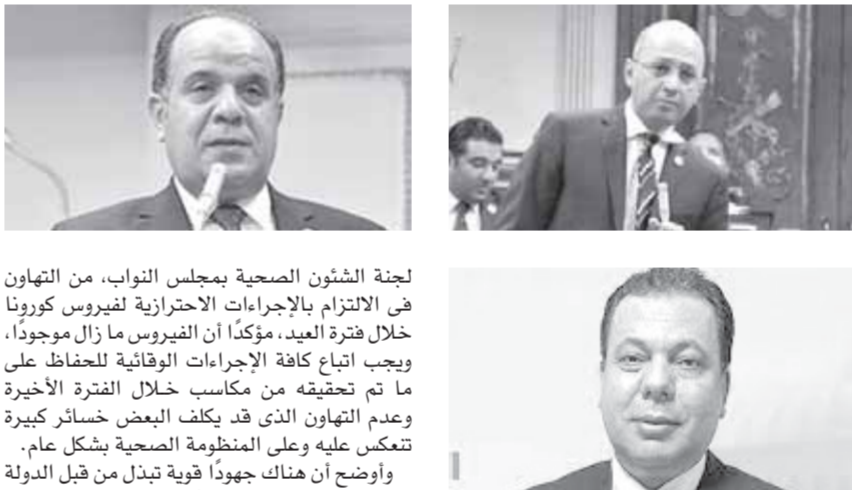 لجنة الشئون الصحية بمجلس النواب، من التهاون
فى الالتزام بالإجراءات الاحترازية لفيروس كورونا
خلال فترة العيد، مؤكدًا أن الفيروس ما زال موجودًا،
ويجب اتباع كافة الإجراءات الوقائية للحفاظ على
ما تم تحقيقه من مكاسب خلال الفترة الأخيرة
وعدم التهاون الذى قد يكلف البعض خسائر كبيرة
تنعكس عليه وعلى المنظومة الصحية بشكل عام.
وأوضح أن هناك جهودًا قوية تبذل من قبل الدولة